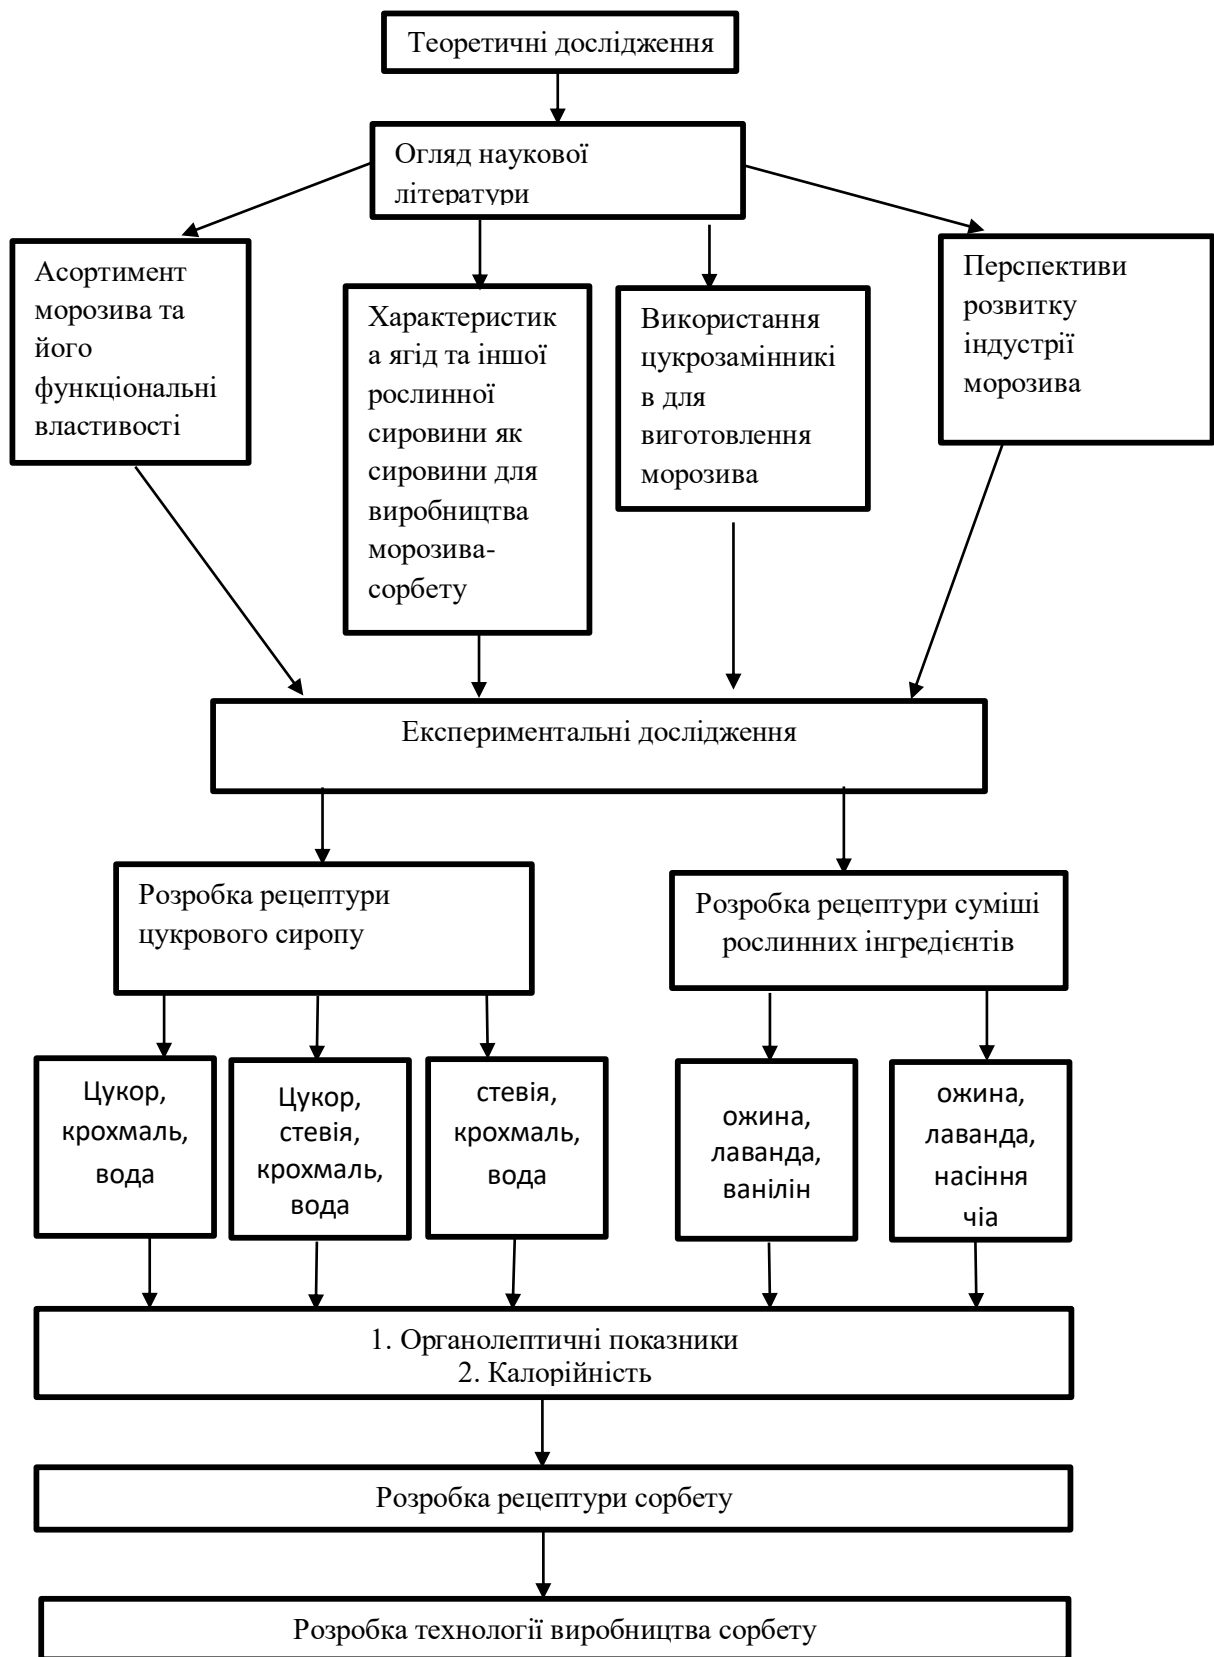 Теоретичні дослідження
Огляд наукової
літератури
Асортимент
морозива та
його
функціональні
властивості
Характеристик
а ягід та іншої
рослинної
сировини як
сировини для
виробництва
морозива-
сорбету
Використання
цукрозамінникі
в для
виготовлення
морозива
Перспективи
розвитку
індустрії
морозива
Експериментальні дослідження
Розробка рецептури
цукрового сиропу
Розробка рецептури суміші
рослинних інгредієнтів
Цукор,
крохмаль,
вода
Цукор,
стевія,
крохмаль,
вода
стевія,
крохмаль,
вода
ожина,
лаванда,
ванілін
ожина,
лаванда,
насіння
чіа
1. Органолептичні показники
2. Калорійність
Розробка рецептури сорбету
Розробка технології виробництва сорбету